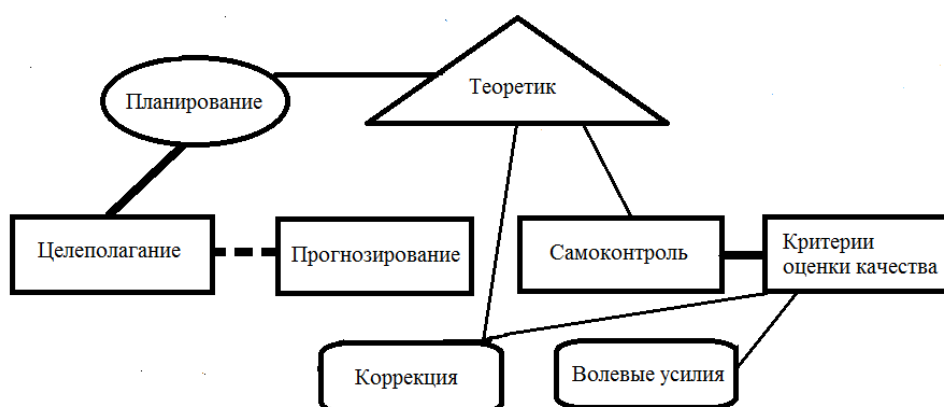 Теоретик
Планирование
Целеполагание
Прогнозирование
Самоконтроль
Критерии
оценки качества
Коррекция
Волевые усилия